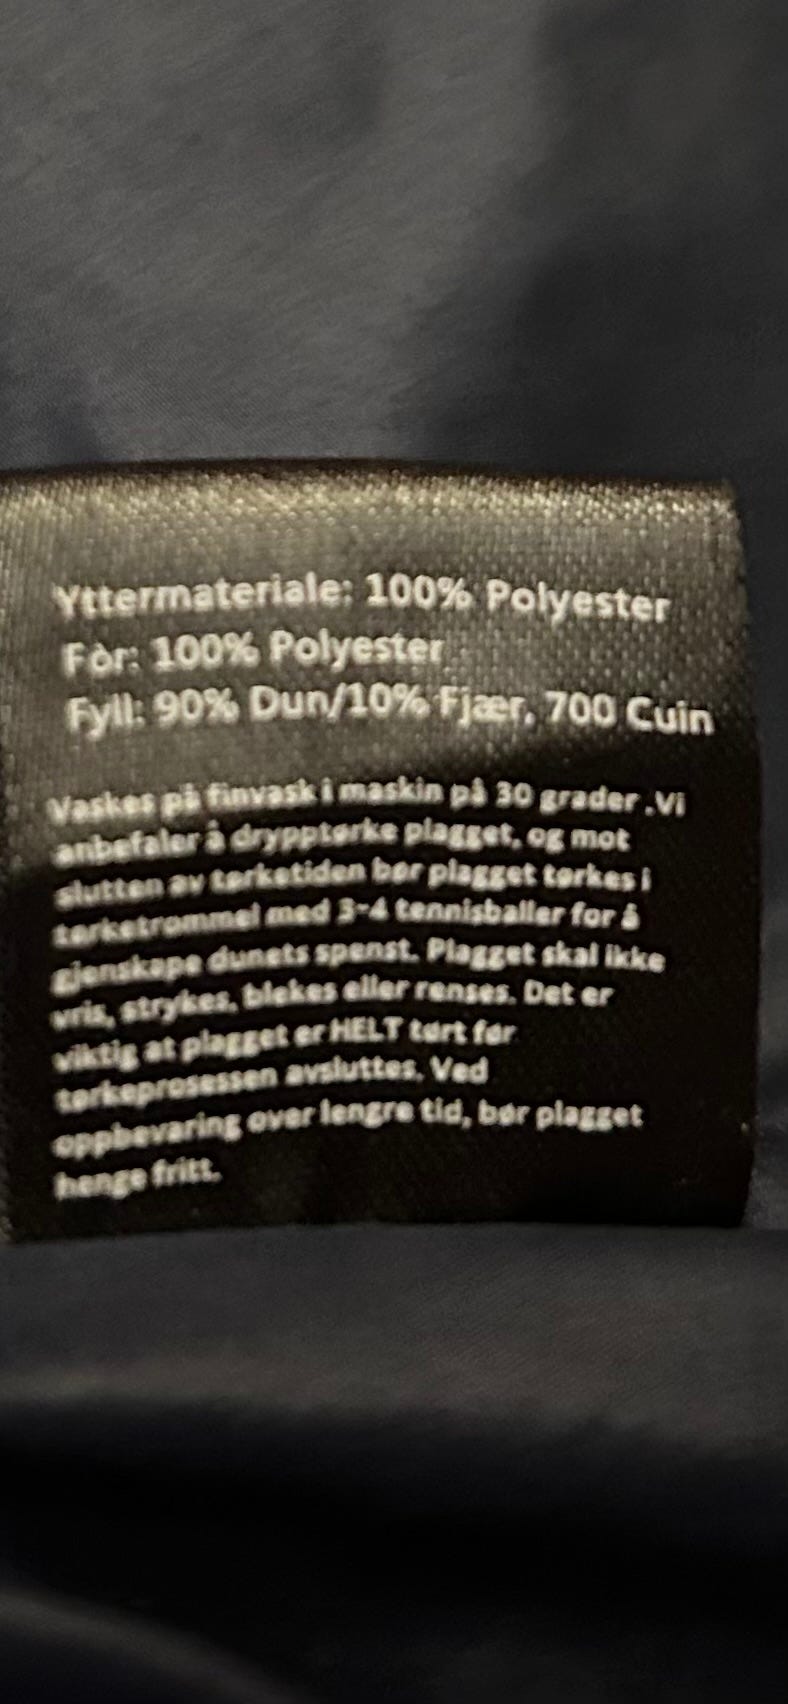 Yttermateriale: 100% Polyester
Fòr: 100% Polyester
Fyll: 90% Dun/10% Fjær, 700 Cuin
Vaskes på finvask i maskin på 30 grader .Vi
anbefaler å drypptørke plagget, og mot
slutten av tørketiden bør plagget tørkes i
tørketrommel med 3-4 tennisballer for å
gjenskape dunets spenst. Plagget skal ikke
vris, strykes, blekes eller renses. Det er
viktig at plagget er HELT tørt før
tørkeprosessen avsluttes. Ved
oppbevaring over lengre tid, bør plagget
henge fritt.